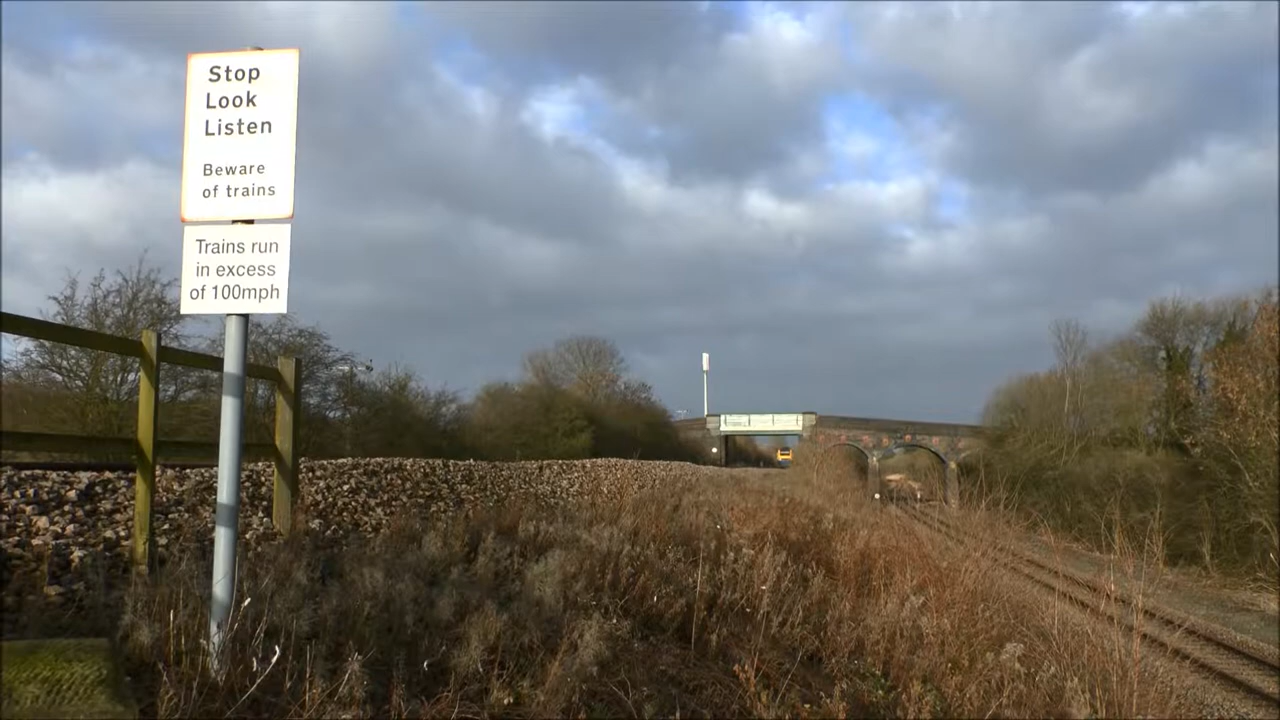 Stop
Look
Listen
Beware
of trains
Trains run
in excess
of 100mph